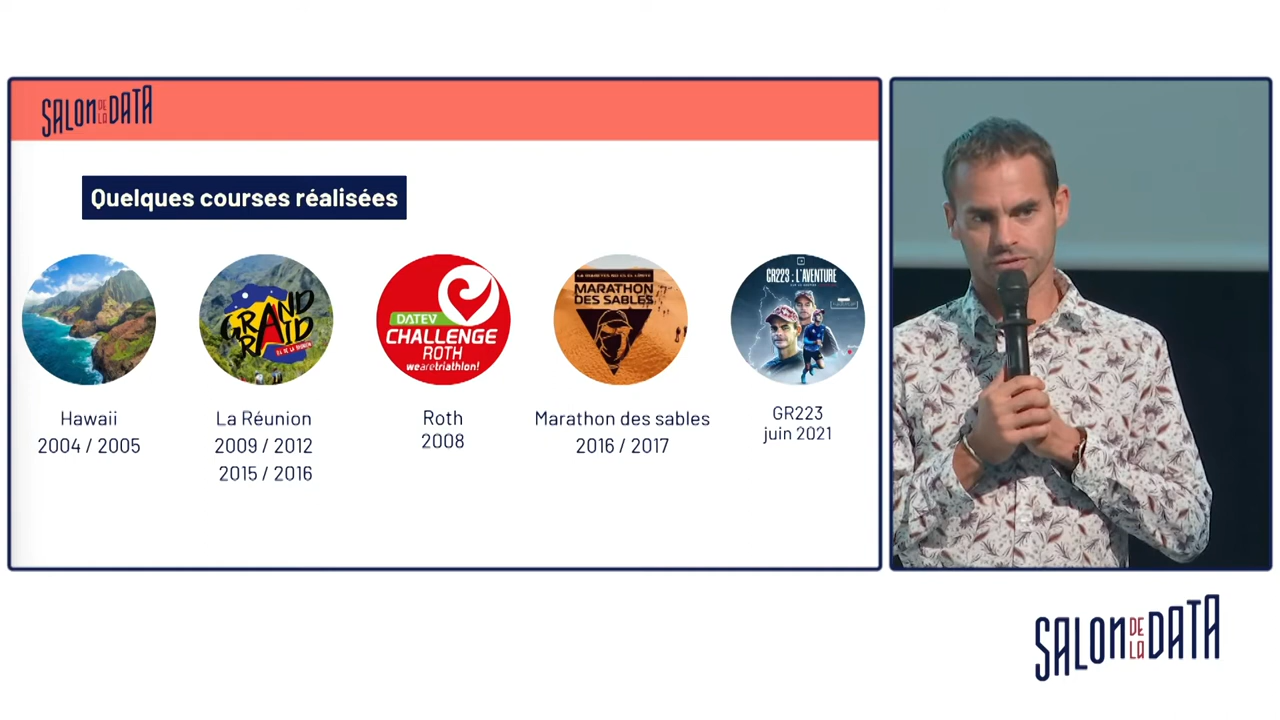 SALON DE LA DATA
Quelques courses réalisées
GRAND
RAID
DATEV
CHALLENGE
ROTH
wearetriathlon!
MARATHON
DES SABLES
GR223 : L'AVENTURE
Hawaii
2004 / 2005
La Réunion
2009 / 2012
2015 / 2016
Roth
2008
Marathon des sables
2016 / 2017
GR223
juin 2021
SALON DE LA DATA